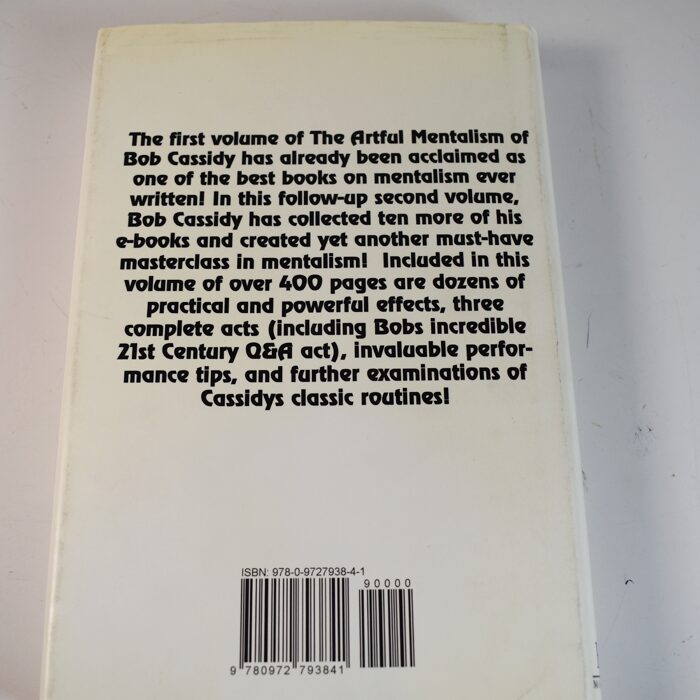 The first volume of The Artful Mentalism of
Bob Cassidy has already been acclaimed as
one of the best books on mentalism ever
written! In this follow-up second volume,
Bob Cassidy has collected ten more of his
e-books and created yet another must-have
masterclass in mentalism! Included in this
volume of over 400 pages are dozens of
practical and powerful effects, three
complete acts (including Bobs incredible
21st Century Q&A act), invaluable perfor-
mance tips, and further examinations of
Cassidys classic routines!
ISBN: 978-0-9727938-4-1
90000
9 780972 793841